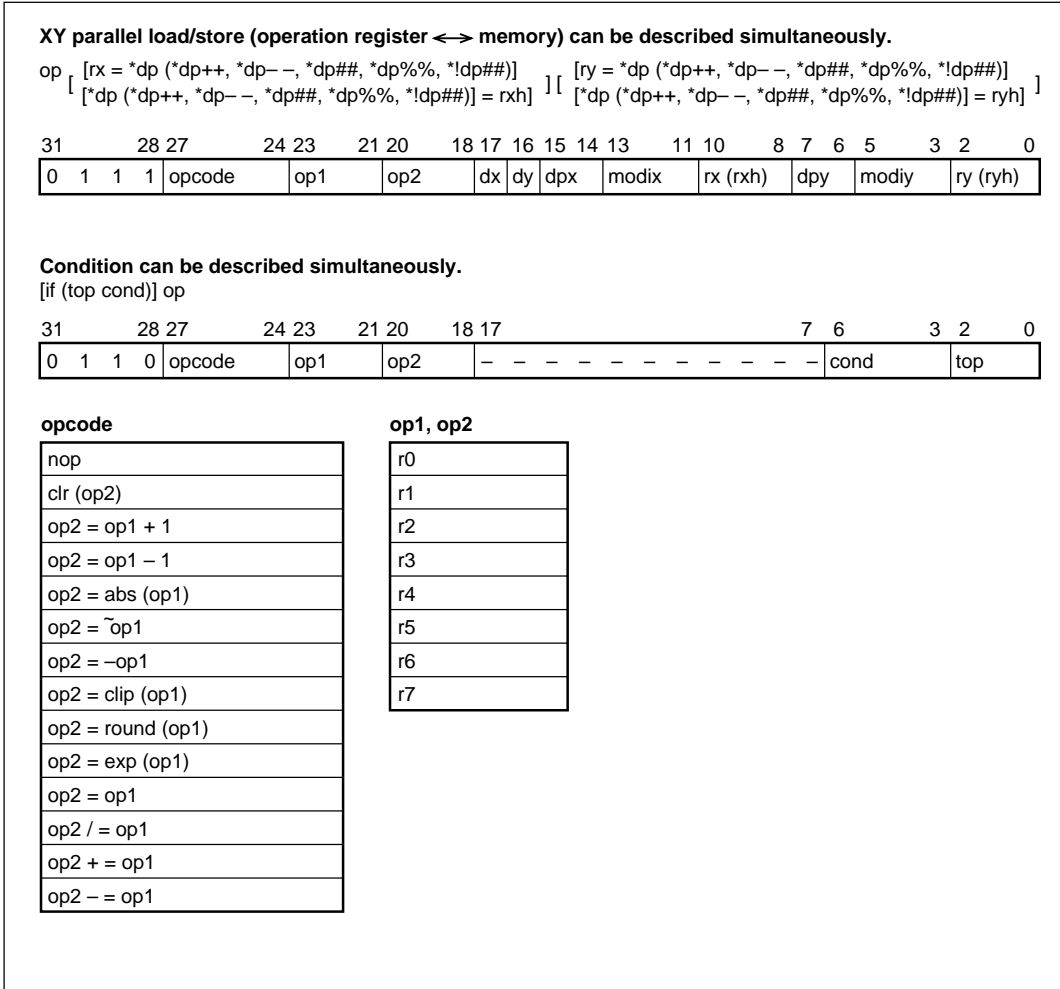 XY parallel load/store (operation register ⟷ memory) can be described simultaneously.
op [ [rx = *dp (*dp++, *dp– –, *dp##, *dp%%, *!dp##)] ] [ [ry = *dp (*dp++, *dp– –, *dp##, *dp%%, *!dp##)] ]
[*dp (*dp++, *dp– –, *dp##, *dp%%, *!dp##)] = rxh] [*dp (*dp++, *dp– –, *dp##, *dp%%, *!dp##)] = ryh]
31 28 27 24 23 21 20 18 17 16 15 14 13 11 10 8 7 6 5 3 2 0
0 1 1 1 opcode op1 op2 dx dy dpx modix rx (rxh) dpy modiy ry (ryh)
Condition can be described simultaneously.
[if (top cond)] op
31 28 27 24 23 21 20 18 17 7 6 3 2 0
0 1 1 0 opcode op1 op2 – – – – – – – – – – – cond top
opcode op1, op2
nop r0
clr (op2) r1
op2 = op1 + 1 r2
op2 = op1 – 1 r3
op2 = abs (op1) r4
op2 = ~op1 r5
op2 = –op1 r6
op2 = clip (op1) r7
op2 = round (op1)
op2 = exp (op1)
op2 = op1
op2 / = op1
op2 + = op1
op2 – = op1